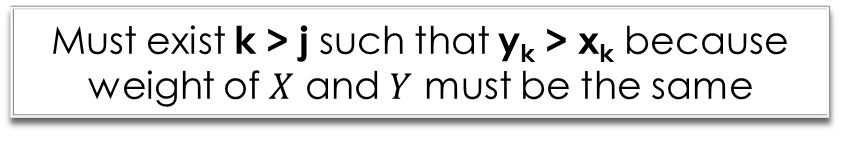 Must exist k > j such that yₖ > xₖ because
weight of X and Y must be the same